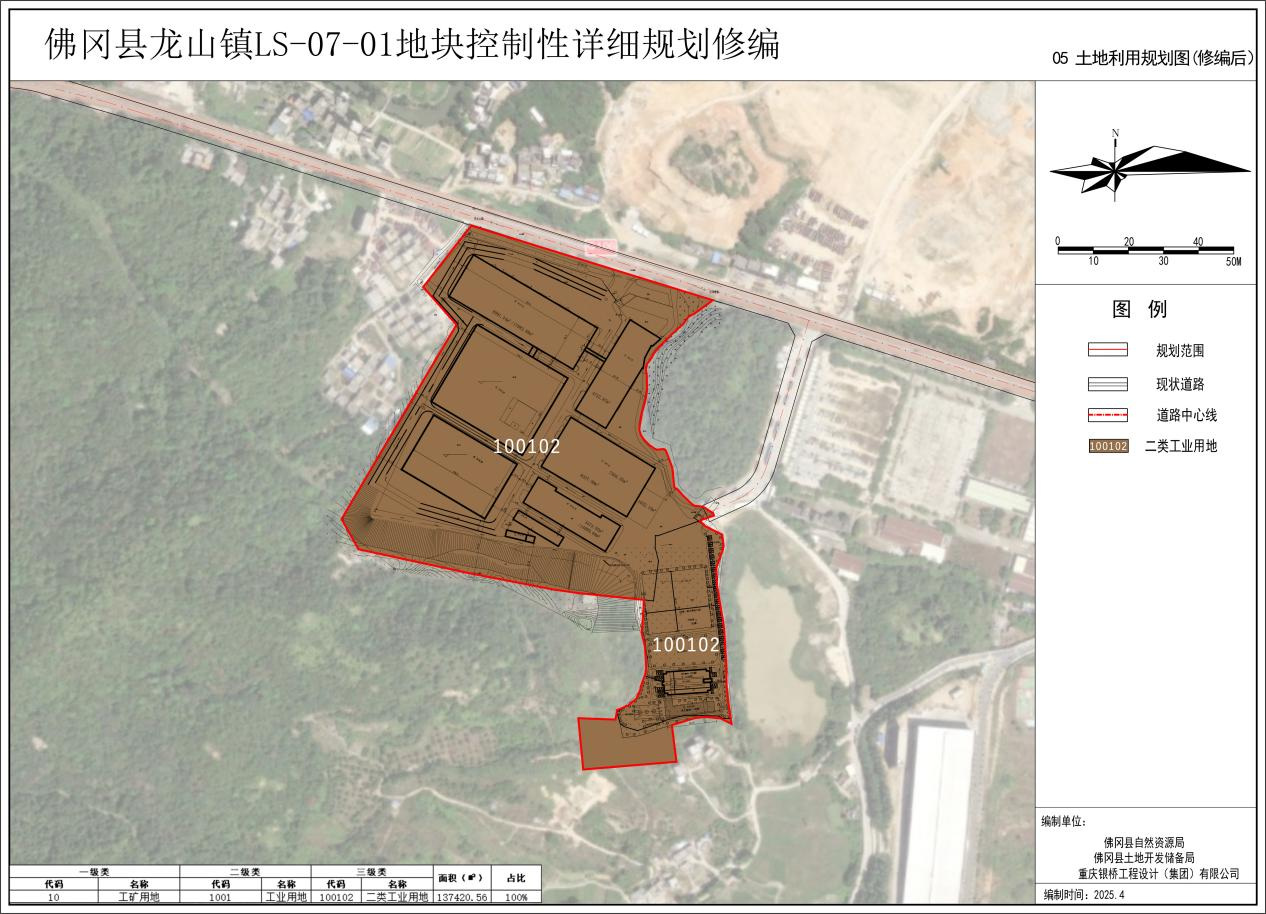 佛冈县龙山镇LS-07-01地块控制性详细规划修编
05 土地利用规划图(修编后)
N
0 20 40
10 30 50M
图 例
规划范围
现状道路
道路中心线
100102 二类工业用地
100102
100102
编制单位:
佛冈县自然资源局
佛冈县土地开发储备局
重庆银桥工程设计（集团）有限公司
编制时间: 2025.4
一级类 二级类 三级类 面积（㎡） 占比
代码 名称 代码 名称 代码 名称
10 工矿用地 1001 工业用地 100102 二类工业用地 137420.56 100%